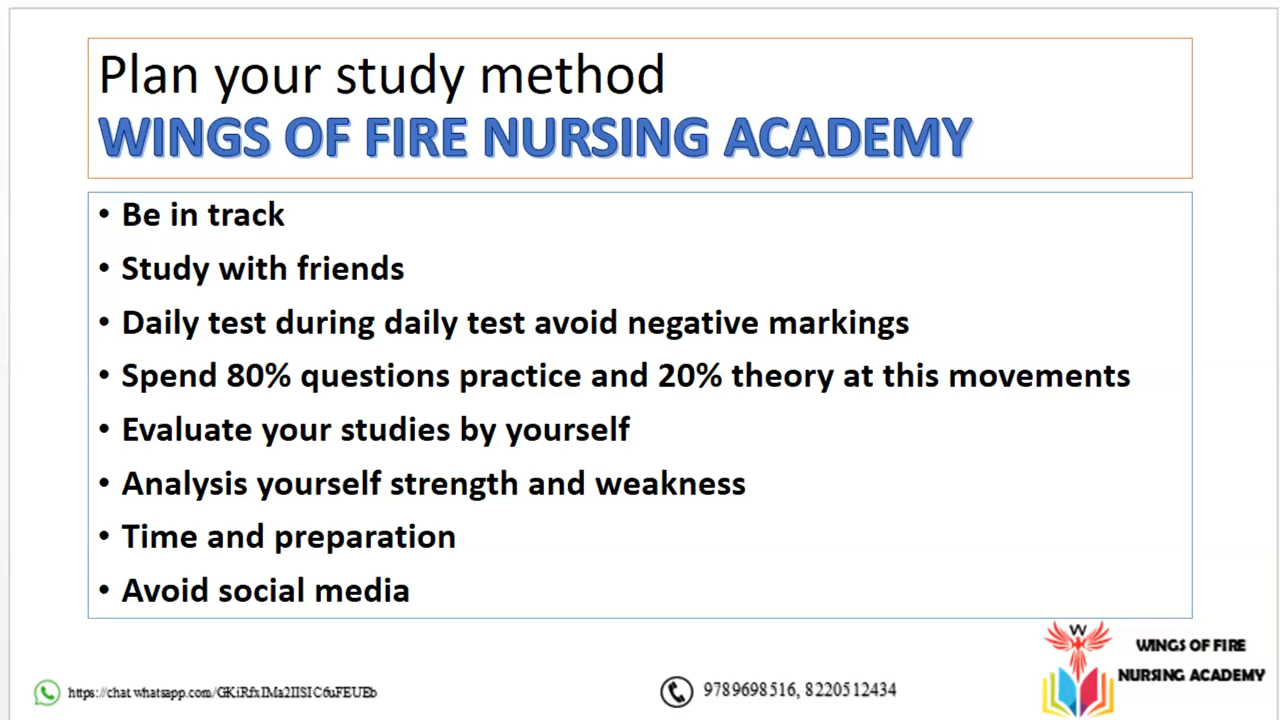 Plan your study method
WINGS OF FIRE NURSING ACADEMY
• Be in track
• Study with friends
• Daily test during daily test avoid negative markings
• Spend 80% questions practice and 20% theory at this movements
• Evaluate your studies by yourself
• Analysis yourself strength and weakness
• Time and preparation
• Avoid social media
W
WINGS OF FIRE
NURSING ACADEMY
9789698516, 8220512434